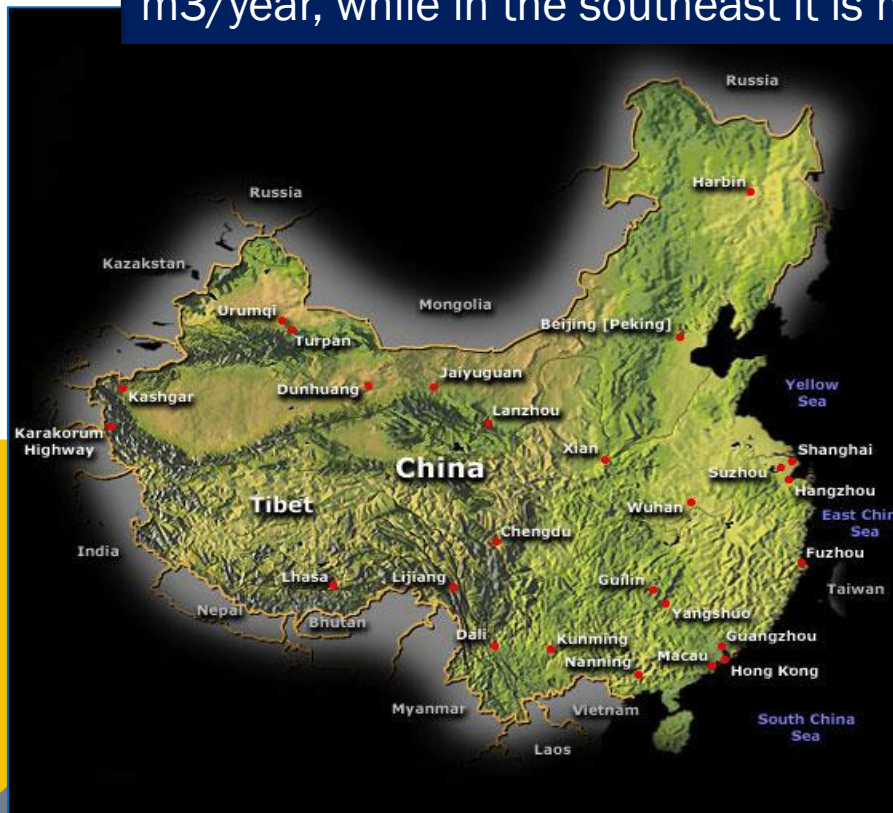 m3/year, while in the southeast it is
Russia
Harbin
Russia
Kazakstan
Mongolia
Urumqi
Turpan
Beijing [Peking]
Jaiyuguan
Dunhuang
Kashgar
Yellow
Sea
Lanzhou
Karakorum
Highway
Xian
Shanghai
China
Suzhou
Hangzhou
Tibet
Wuhan
East
Sea
Chengdu
India
Fuzhou
Lhasa
Lijiang
Guilin
Taiwan
Nepal
Yangshuo
Bhutan
Dali
Kunming
Guangzhou
Macau
Nanning
Hong Kong
Myanmar
Vietnam
South China
Sea
Laos